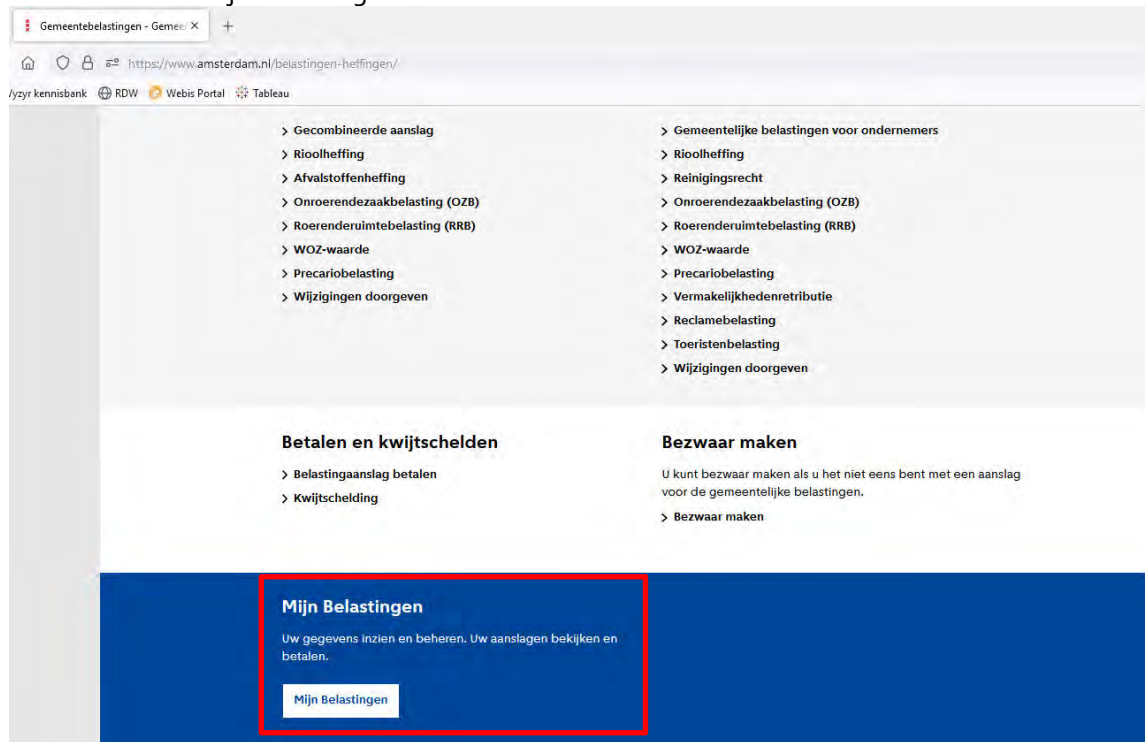 Gemeentebelastingen - Gemee
https://www.amsterdam.nl/belastingen-heffingen/
kennisbank RDW Webis Portal Tableau
Gecombineerde aanslag
Rioolheffing
Afvalstoffenheffing
Onroerendezaakbelasting (OZB)
Roerenderuimtebelasting (RRB)
WOZ-waarde
Precariobelasting
Wijzigingen doorgeven
Gemeentelijke belastingen voor ondernemers
Rioolheffing
Reinigingsrecht
Onroerendezaakbelasting (OZB)
Roerenderuimtebelasting (RRB)
WOZ-waarde
Precariobelasting
Vermakelijkhedenretributie
Reclamebelasting
Toeristenbelasting
Wijzigingen doorgeven
Betalen en kwijtschelden
Belastingaanslag betalen
Kwijtschelding
Bezwaar maken
U kunt bezwaar maken als u het niet eens bent met een aanslag
voor de gemeentelijke belastingen.
Bezwaar maken
Mijn Belastingen
Uw gegevens inzien en beheren. Uw aanslagen bekijken en
betalen.
Mijn Belastingen